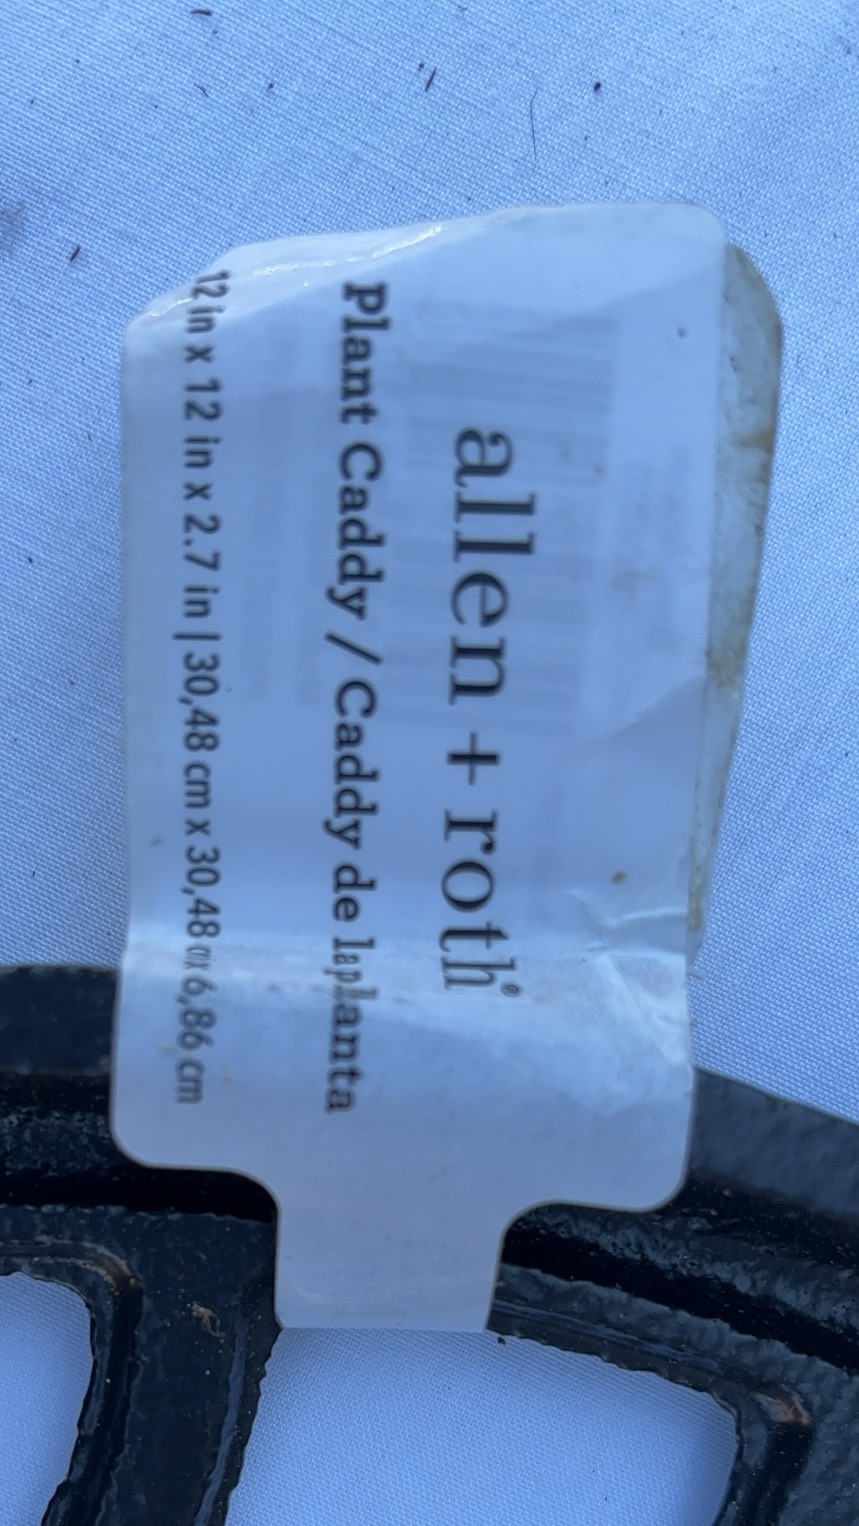 allen + roth®
Plant Caddy / Caddy de la planta
12 in x 12 in x 2.7 in | 30,48 cm x 30,48 cm x 6,86 cm